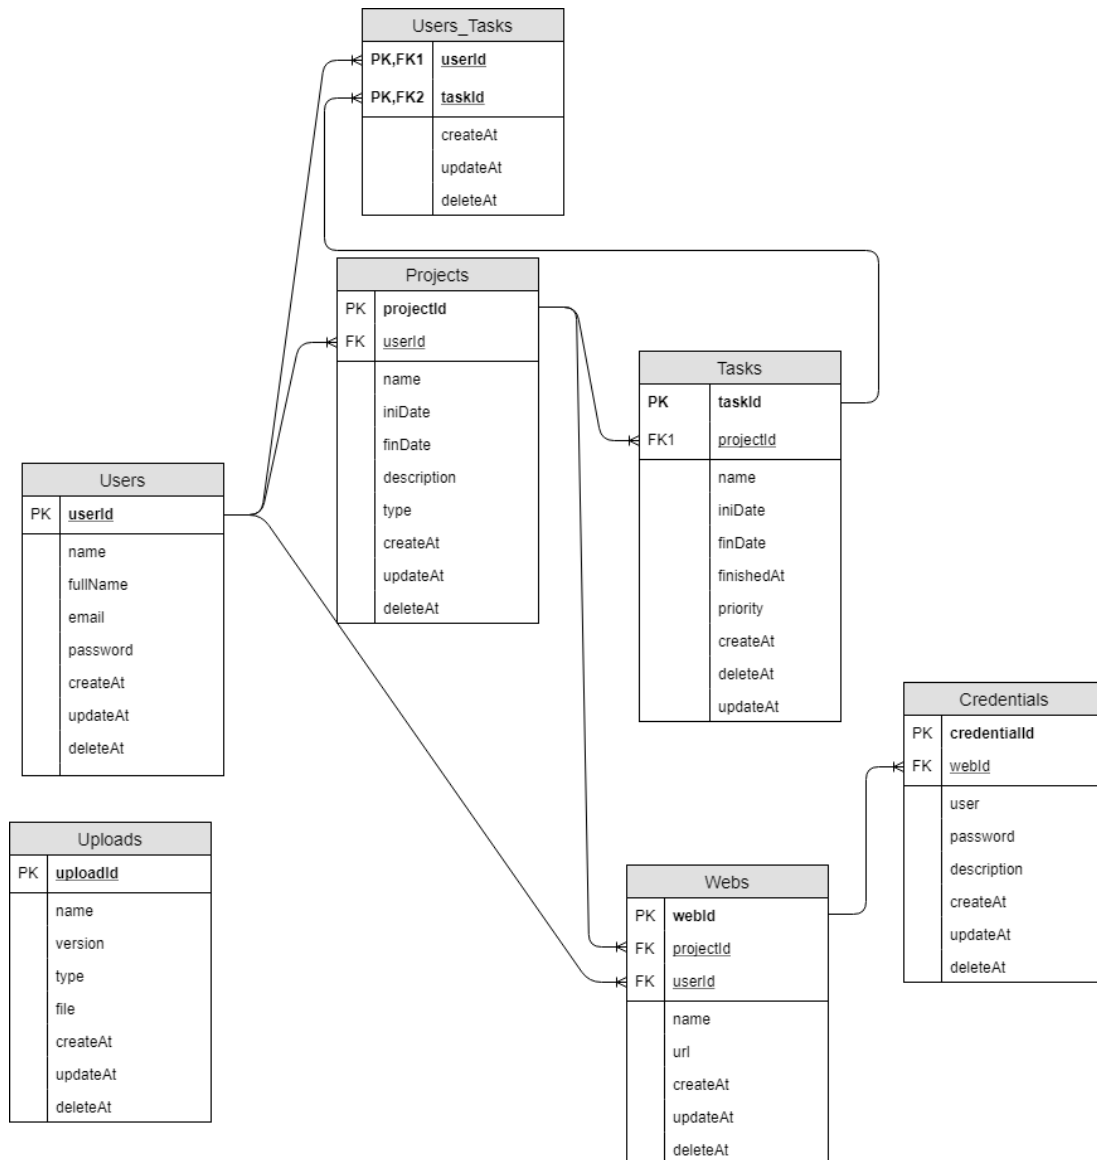 Users_Tasks
PK,FK1 userId
PK,FK2 taskId
createAt
updateAt
deleteAt
Projects
PK projectId
FK userId
name
iniDate
finDate
description
type
createAt
updateAt
deleteAt
Tasks
PK taskId
FK1 projectId
name
iniDate
finDate
finishedAt
priority
createAt
deleteAt
updateAt
Users
PK userId
name
fullName
email
password
createAt
updateAt
deleteAt
Credentials
PK credentialId
FK webId
user
password
description
createAt
updateAt
deleteAt
Uploads
PK uploadId
name
version
type
file
createAt
updateAt
deleteAt
Webs
PK webId
FK projectId
FK userId
name
url
createAt
updateAt
deleteAt